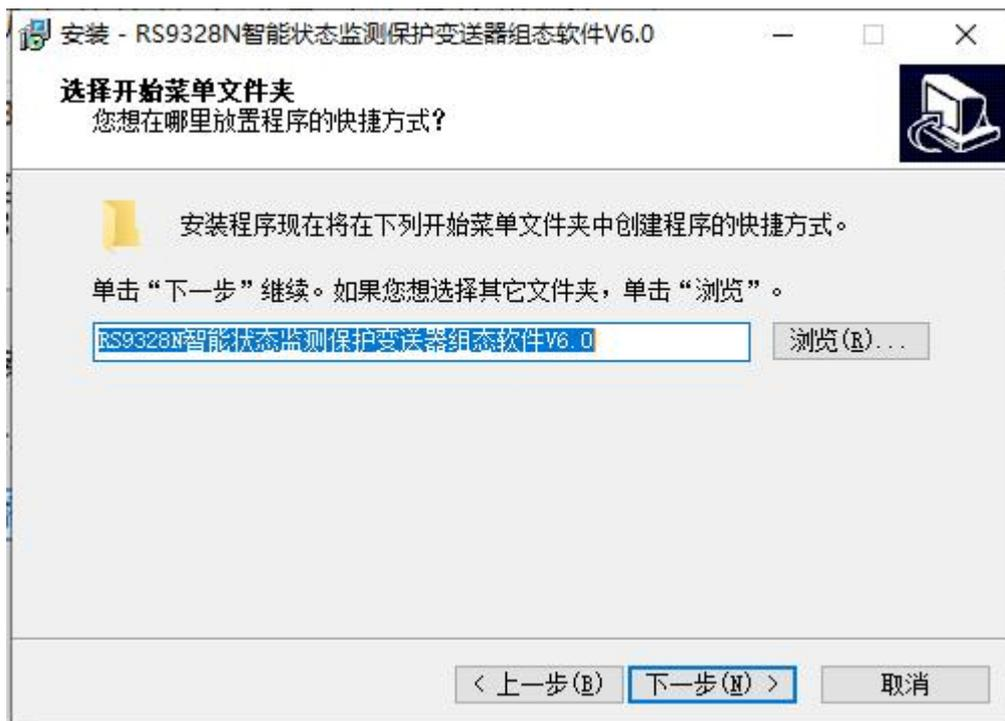 安装 - RS9328N智能状态监测保护变送器组态软件V6.0
选择开始菜单文件夹
您想在哪里放置程序的快捷方式?
安装程序现在将在下列开始菜单文件夹中创建程序的快捷方式。
单击“下一步”继续。如果您想选择其它文件夹，单击“浏览”。
RS9328N智能状态监测保护变送器组态软件V6.0
浏览(R)...
< 上一步(B)
下一步(N) >
取消